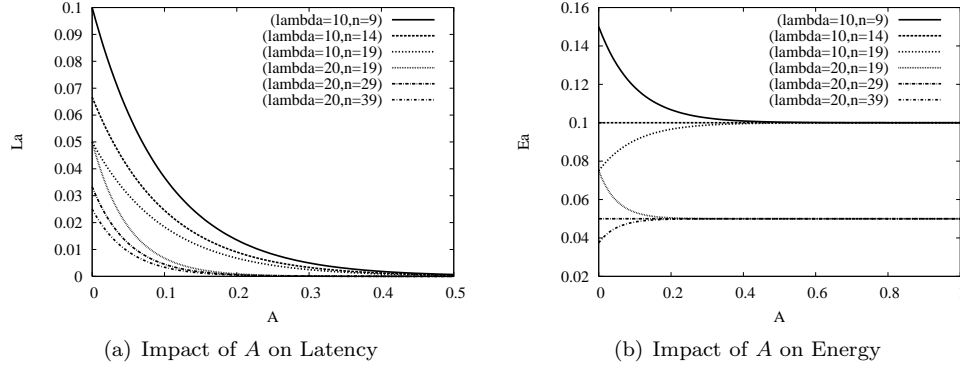 0.1
0.09
0.08
0.07
0.06
0.05
0.04
0.03
0.02
0.01
0
La
0 0.1 0.2 0.3 0.4 0.5
A
(lambda=10,n=9)
(lambda=10,n=14)
(lambda=10,n=19)
(lambda=20,n=19)
(lambda=20,n=29)
(lambda=20,n=39)
(a) Impact of A on Latency
0.16
0.14
0.12
0.1
0.08
0.06
0.04
0.02
Ea
0 0.2 0.4 0.6 0.8 1
A
(lambda=10,n=9)
(lambda=10,n=14)
(lambda=10,n=19)
(lambda=20,n=19)
(lambda=20,n=29)
(lambda=20,n=39)
(b) Impact of A on Energy